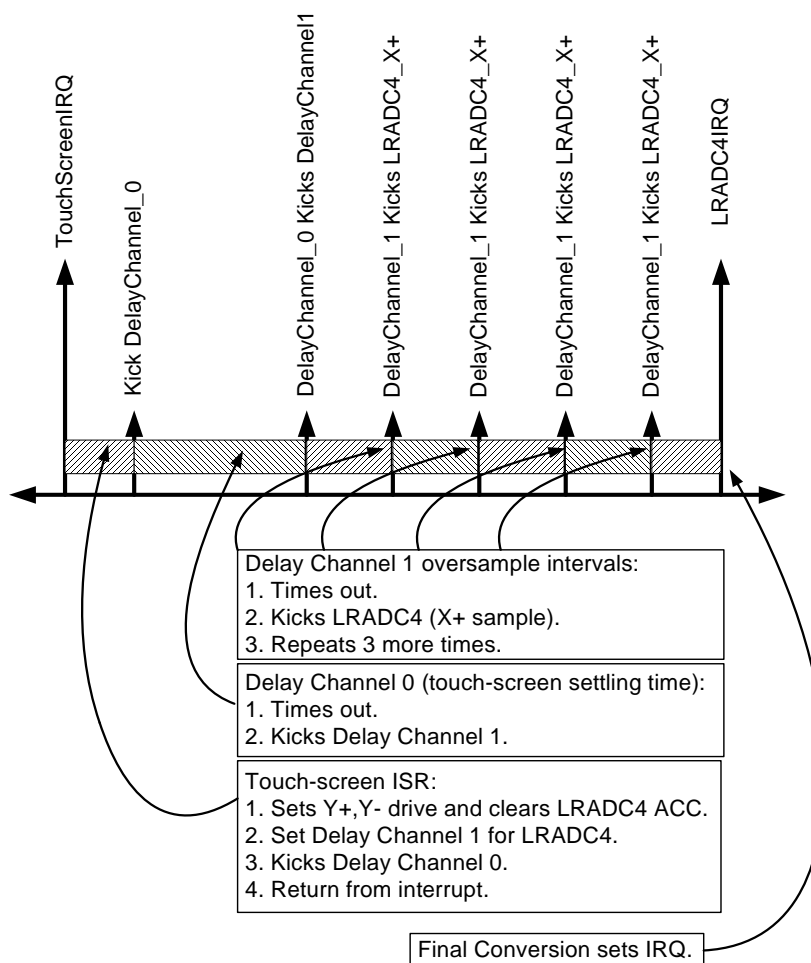 TouchScreenIRQ
Kick DelayChannel_0
DelayChannel_0 Kicks DelayChannel1
DelayChannel_1 Kicks LRADC4_X+
DelayChannel_1 Kicks LRADC4_X+
DelayChannel_1 Kicks LRADC4_X+
DelayChannel_1 Kicks LRADC4_X+
LRADC4IRQ
Delay Channel 1 oversample intervals:
1. Times out.
2. Kicks LRADC4 (X+ sample).
3. Repeats 3 more times.
Delay Channel 0 (touch-screen settling time):
1. Times out.
2. Kicks Delay Channel 1.
Touch-screen ISR:
1. Sets Y+,Y- drive and clears LRADC4 ACC.
2. Set Delay Channel 1 for LRADC4.
3. Kicks Delay Channel 0.
4. Return from interrupt.
Final Conversion sets IRQ.